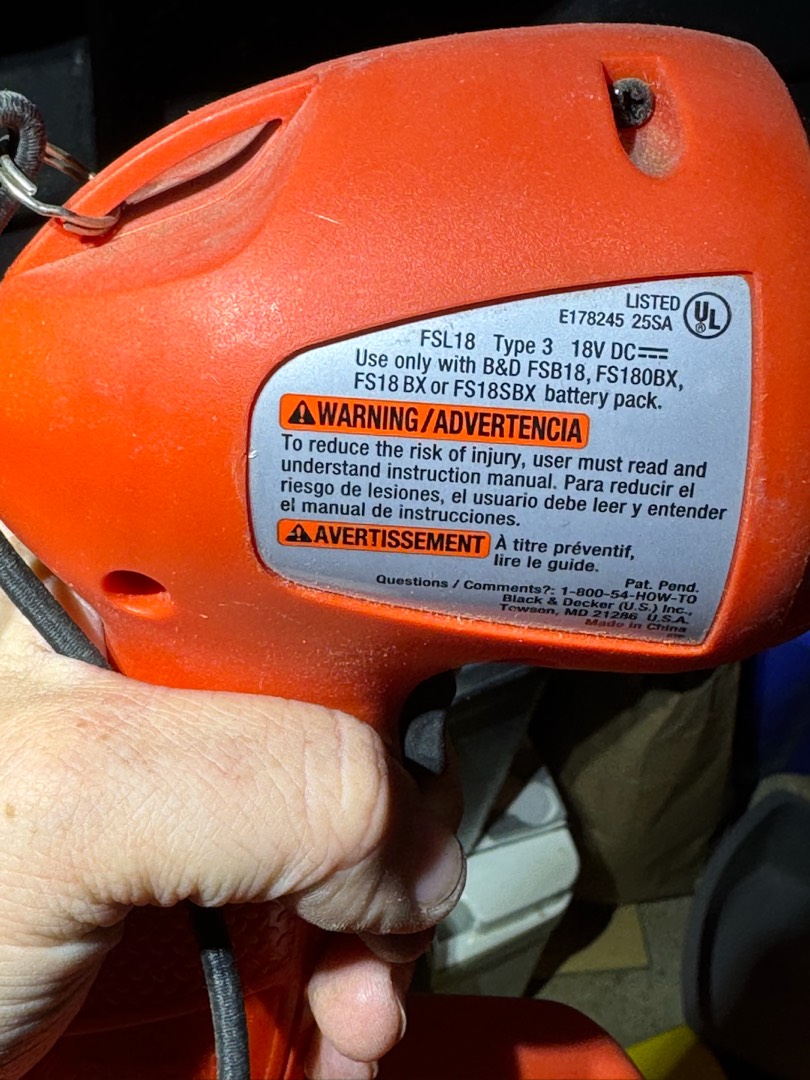 LISTED
E178245 25SA
UL
®
FSL18 Type 3 18V DC
Use only with B&D FSB18, FS180BX,
FS18 BX or FS18SBX battery pack.
WARNING/ADVERTENCIA
To reduce the risk of injury, user must read and
understand instruction manual. Para reducir el
riesgo de lesiones, el usuario debe leer y entender
el manual de instrucciones.
AVERTISSEMENT À titre préventif,
lire le guide.
Pat. Pend.
Questions / Comments?: 1-800-54-HOW-TO
Black & Decker (U.S.) Inc.,
Towson, MD 21286 U.S.A.
Made in China